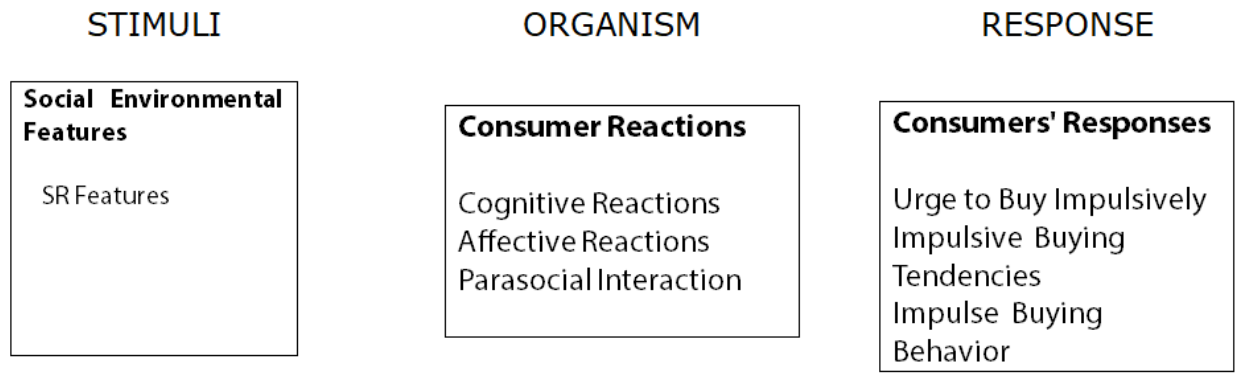 STIMULI
ORGANISM
RESPONSE
Social Environmental
Features
SR Features
Consumer Reactions
Cognitive Reactions
Affective Reactions
Parasocial Interaction
Consumers' Responses
Urge to Buy Impulsively
Impulsive Buying
Tendencies
Impulse Buying
Behavior